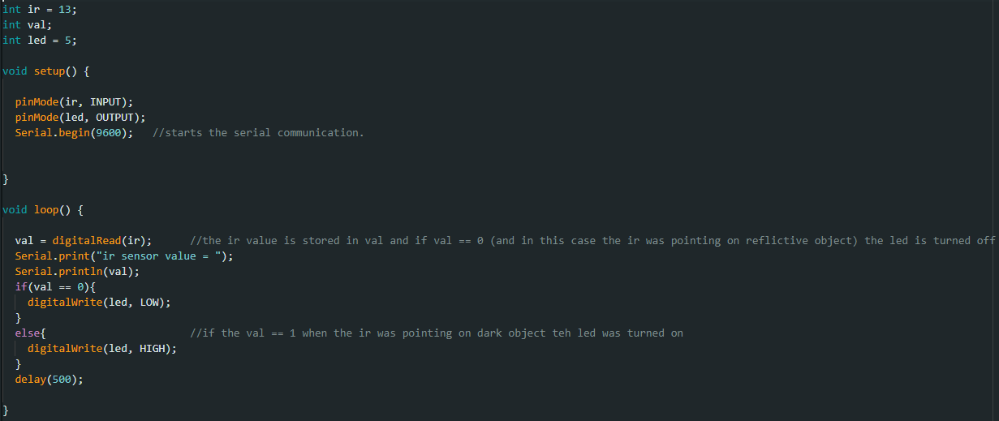 int ir = 13;
int val;
int led = 5;
void setup() {
pinMode(ir, INPUT);
pinMode(led, OUTPUT);
Serial.begin(9600);   //starts the serial communication.
}
void loop() {
val = digitalRead(ir);      //the ir value is stored in val and if val == 0 (and in this case the ir was pointing on reflictive object) the led is turned off
Serial.print("ir sensor value = ");
Serial.println(val);
if(val == 0){
digitalWrite(led, LOW);
}
else{                       //if the val == 1 when the ir was pointing on dark object teh led was turned on
digitalWrite(led, HIGH);
}
delay(500);
}